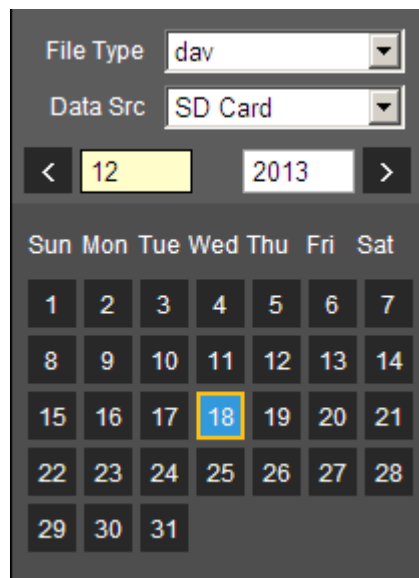 File Type dav
Data Src SD Card
< 12 2013 >
Sun Mon Tue Wed Thu Fri Sat
1 2 3 4 5 6 7
8 9 10 11 12 13 14
15 16 17 18 19 20 21
22 23 24 25 26 27 28
29 30 31